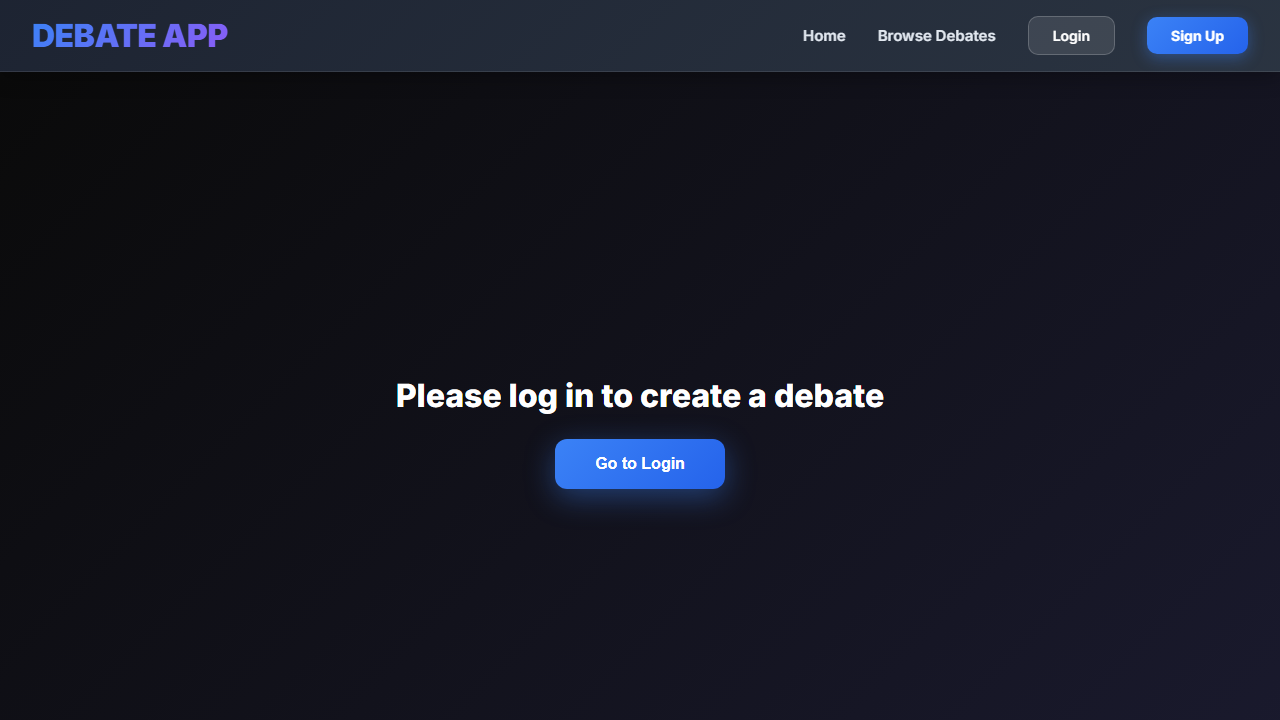 DEBATE APP
Home
Browse Debates
Login
Sign Up
Please log in to create a debate
Go to Login